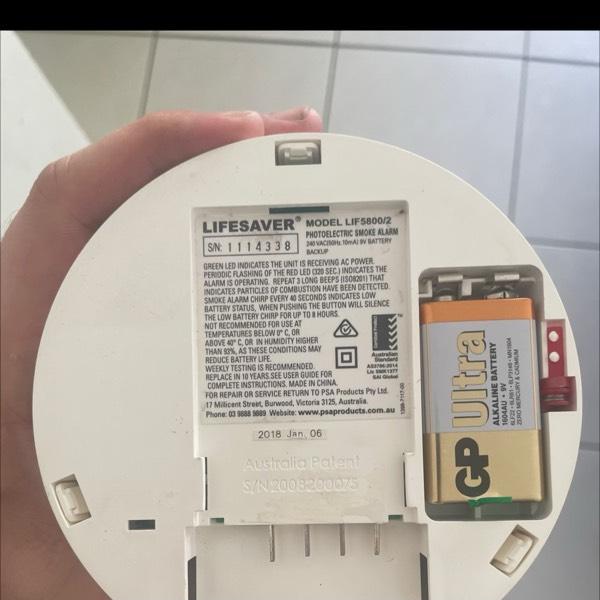 LIFESAVER® MODEL LIF5800/2
PHOTOELECTRIC SMOKE ALARM
S/N: 1114338
240 VAC(50Hz, 10mA) 9V BATTERY
BACKUP
GREEN LED INDICATES THE UNIT IS RECEIVING AC POWER.
PERIODIC FLASHING OF THE RED LED (320 SEC.) INDICATES THE
ALARM IS OPERATING. REPEAT 3 LONG BEEPS (ISO8201) THAT
INDICATES PARTICLES OF COMBUSTION HAVE BEEN DETECTED.
SMOKE ALARM CHIRP EVERY 40 SECONDS INDICATES LOW
BATTERY STATUS, WHEN PUSHING THE BUTTON WILL SILENCE
THE LOW BATTERY CHIRP FOR UP TO 8 HOURS.
NOT RECOMMENDED FOR USE AT
TEMPERATURES BELOW 0° C, OR
ABOVE 40° C, OR IN HUMIDITY HIGHER
THAN 93%, AS THESE CONDITIONS MAY
REDUCE BATTERY LIFE.
WEEKLY TESTING IS RECOMMENDED.
REPLACE IN 10 YEARS.SEE USER GUIDE FOR
COMPLETE INSTRUCTIONS. MADE IN CHINA.
Certified Product
Australian
Standard
AS3786:2014
Lic SMK1377
SAI Global
FOR REPAIR OR SERVICE RETURN TO PSA Products Pty Ltd.
17 Millicent Street, Burwood, Victoria 3125, Australia.
Phone: 03 9888 9889 Website: www.psaproducts.com.au
2018 Jan. 06
Australia Patent
S/N 2008200075
GP Ultra
ALKALINE BATTERY
1604AU • 9V
ZERO MERCURY & CADMIUM